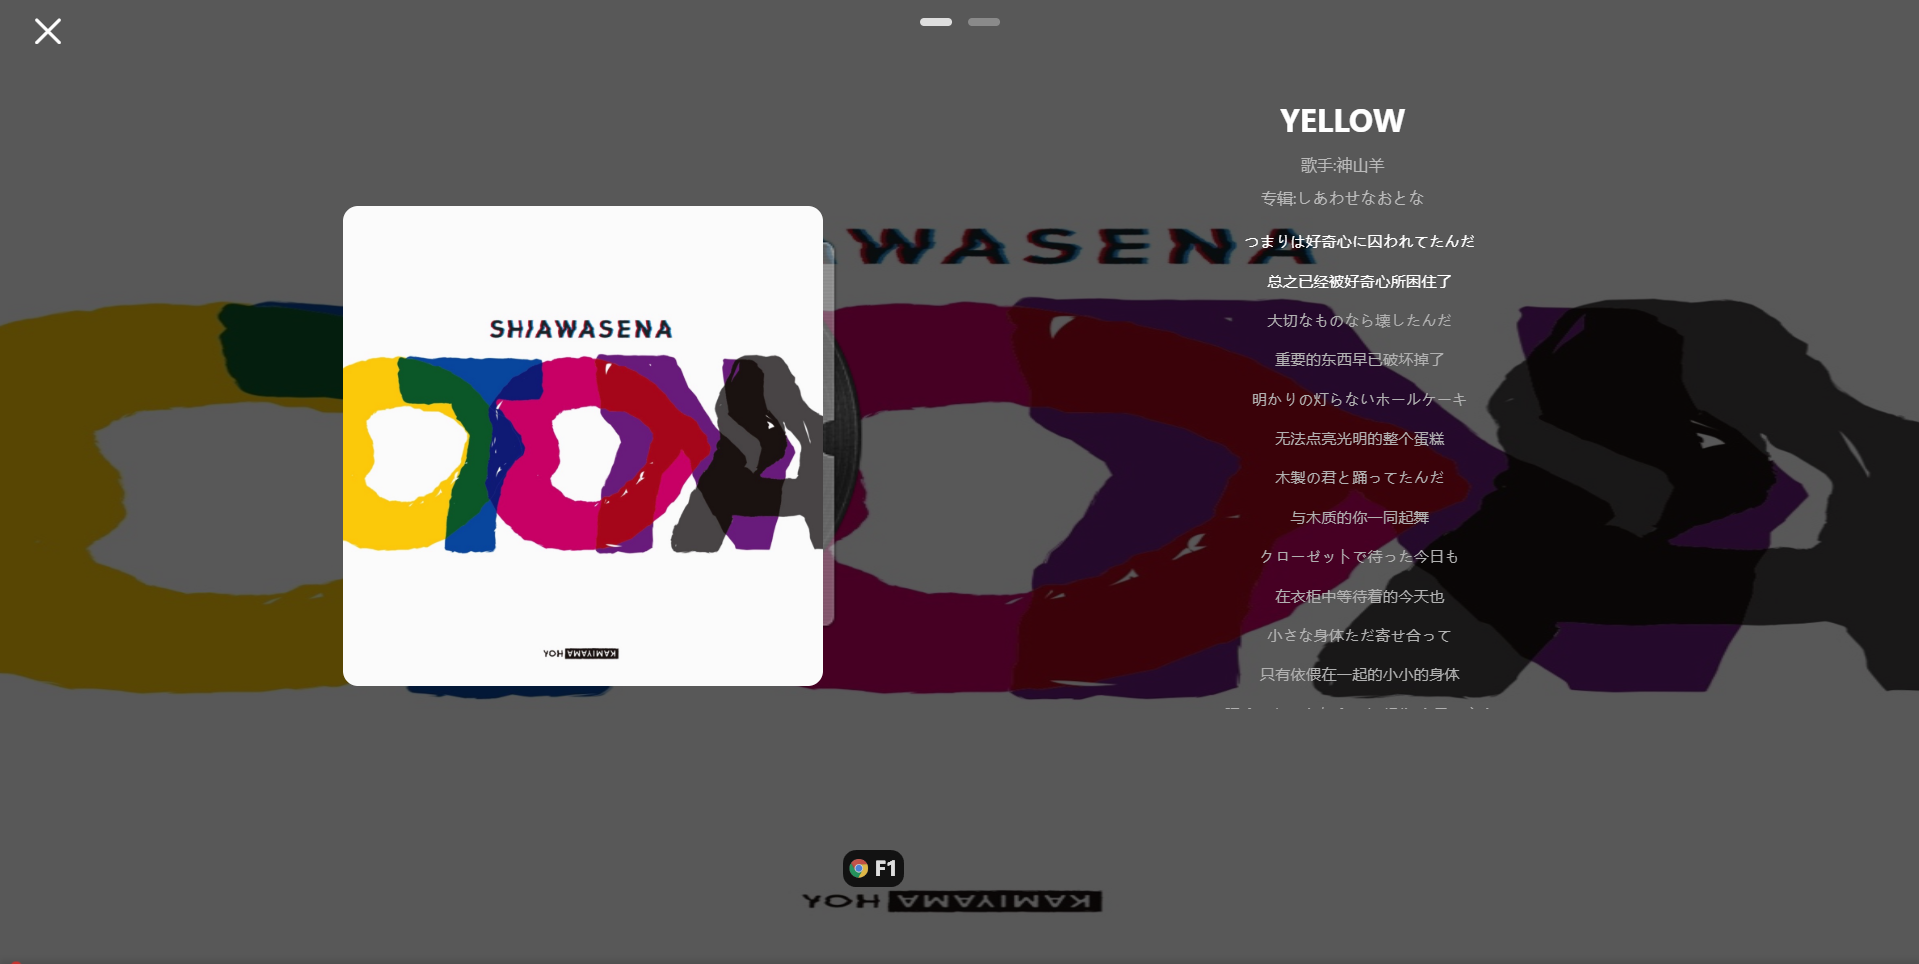 YELLOW
歌手:神山羊
专辑:しあわせなおとな
つまりは好奇心に囚われてたんだ
总之已经被好奇心所困住了
大切なものなら壊したんだ
重要的东西早已破坏掉了
明かりの灯らないホールケーキ
无法点亮光明的整个蛋糕
木製の君と踊ってたんだ
与木质的你一同起舞
クローゼットで待った今日も
在衣柜中等待着的今天也
小さな身体ただ寄せ合って
只有依偎在一起的小小的身体
WASENA
SHIAWASENA
OTONA
YOH KAMIYAMA
F1
YOH KAMIYAMA